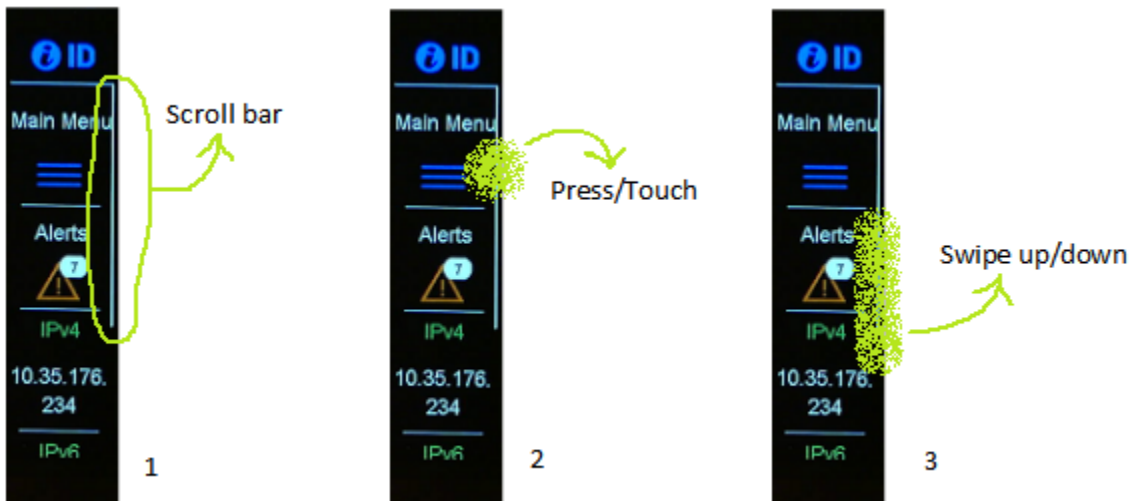 ID
Main Menu
Alerts
7
IPv4
10.35.176.
234
IPv6
1
Scroll bar
ID
Main Menu
Alerts
7
IPv4
10.35.176.
234
IPv6
2
Press/Touch
ID
Main Menu
Alerts
7
IPv4
10.35.176.
234
IPv6
3
Swipe up/down